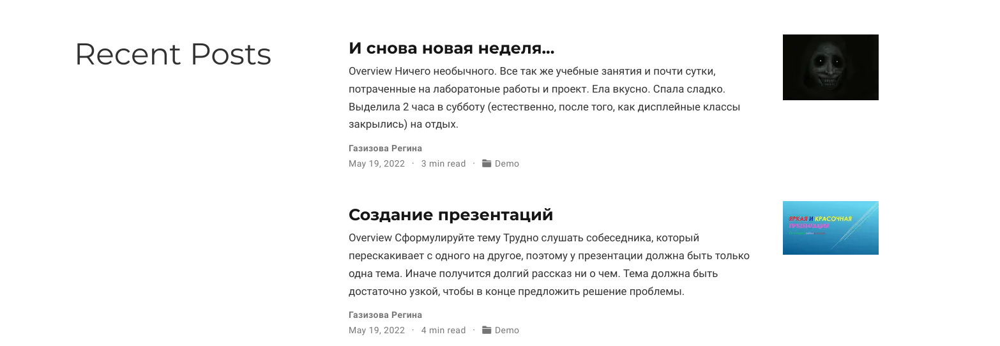 Recent Posts
И снова новая неделя...
Overview Ничего необычного. Все так же учебные занятия и почти сутки,
потраченные на лаборатоные работы и проект. Ела вкусно. Спала сладко.
Выделила 2 часа в субботу (естественно, после того, как дисплейные классы
закрылись) на отдых.
Газизова Регина
May 19, 2022 · 3 min read · Demo
Создание презентаций
ЯРКАЯ И КРАСОЧНАЯ
ПРЕЗЕНТАЦИЯ
Overview Сформулируйте тему Трудно слушать собеседника, который
перескакивает с одного на другое, поэтому у презентации должна быть только
одна тема. Иначе получится долгий рассказ ни о чем. Тема должна быть
достаточно узкой, чтобы в конце предложить решение проблемы.
Газизова Регина
May 19, 2022 · 4 min read · Demo